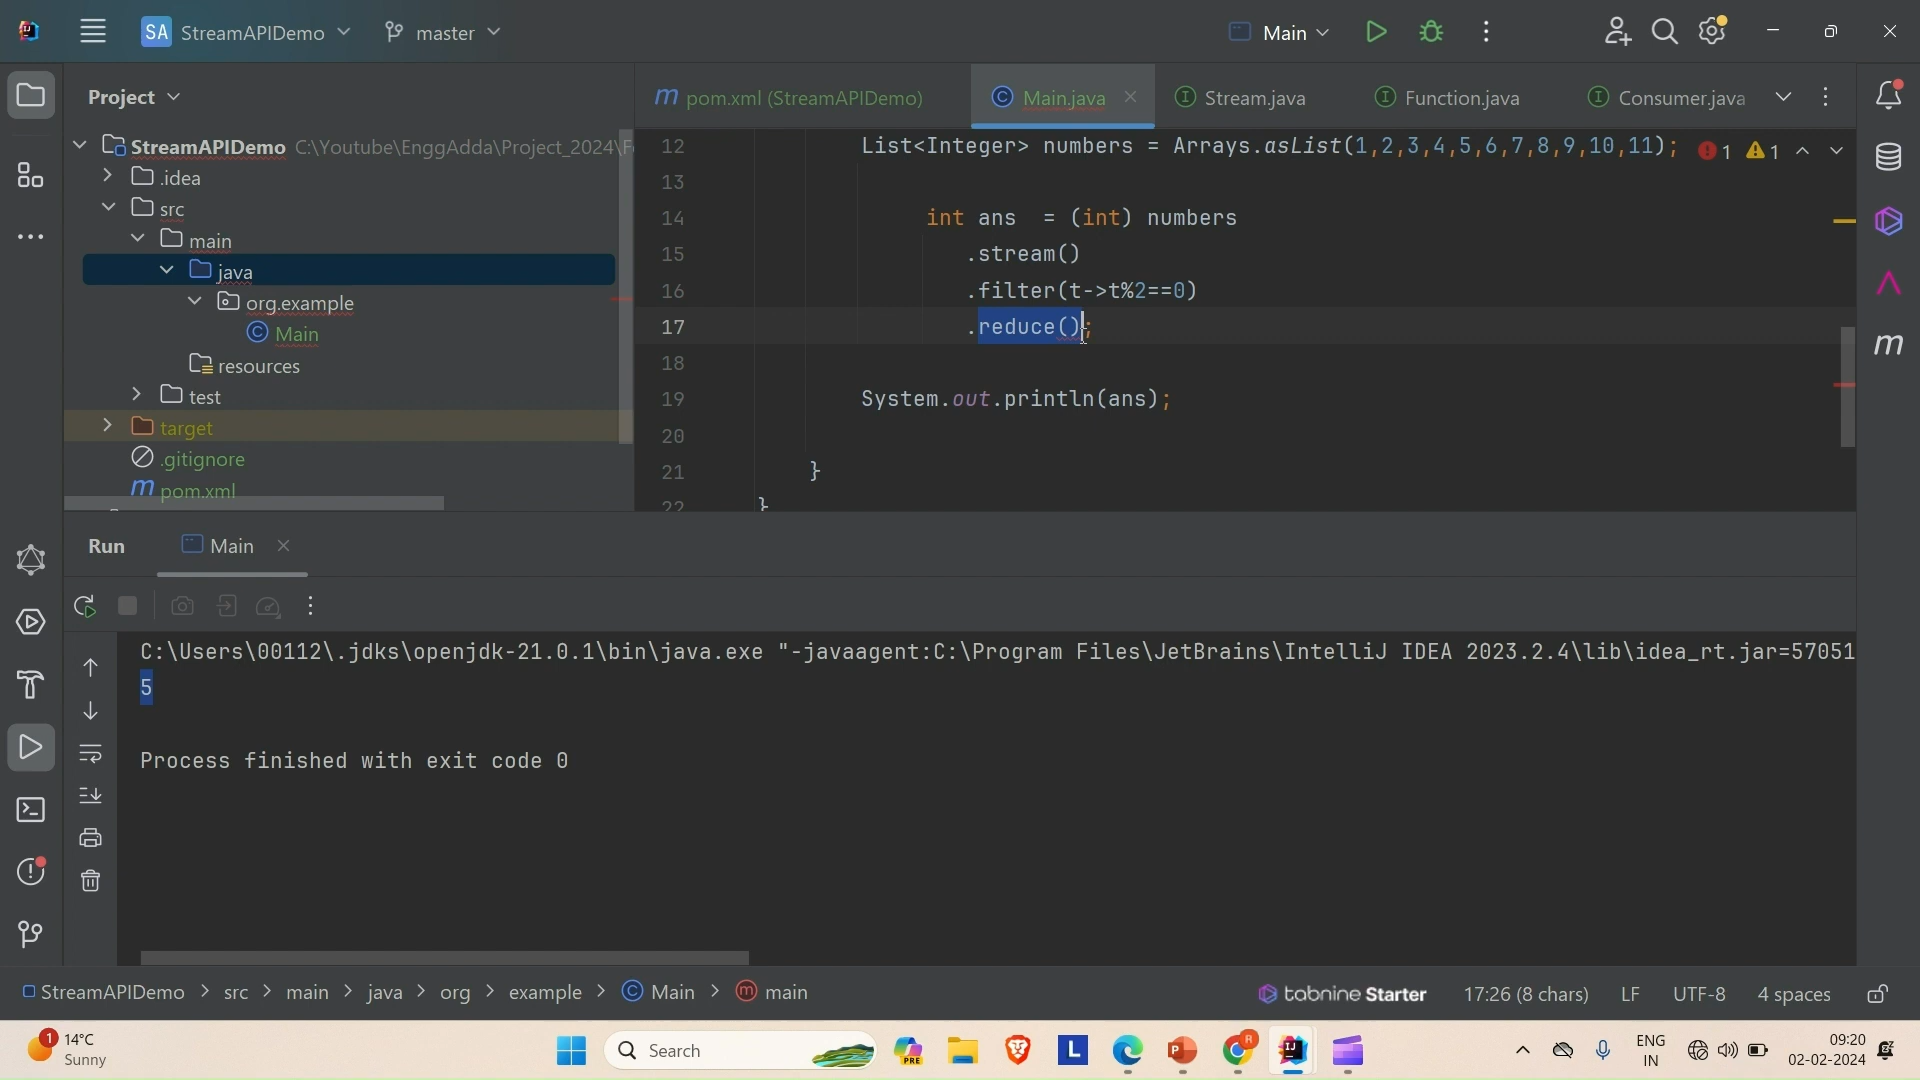 SA StreamAPIDemo master Main
Project
pom.xml (StreamAPIDemo) Main.java Stream.java Function.java Consumer.java
StreamAPIDemo C:\Youtube\EnggAdda\Project_2024\F
.idea
src
main
java
org.example
Main
resources
test
target
.gitignore
pom.xml
12 List<Integer> numbers = Arrays.asList(1,2,3,4,5,6,7,8,9,10,11); 1 1
13
14 int ans  = (int) numbers
15 .stream()
16 .filter(t->t%2==0)
17 .reduce();
18
19 System.out.println(ans);
20
21 }
22 }
Run Main
C:\Users\00112\.jdks\openjdk-21.0.1\bin\java.exe "-javaagent:C:\Program Files\JetBrains\IntelliJ IDEA 2023.2.4\lib\idea_rt.jar=57051
5
Process finished with exit code 0
StreamAPIDemo > src > main > java > org > example > Main > main
tabnine Starter 17:26 (8 chars) LF UTF-8 4 spaces
1 14°C
Sunny
Search
PRE
L
P
R
IJ
ENG
IN
09:20
02-02-2024